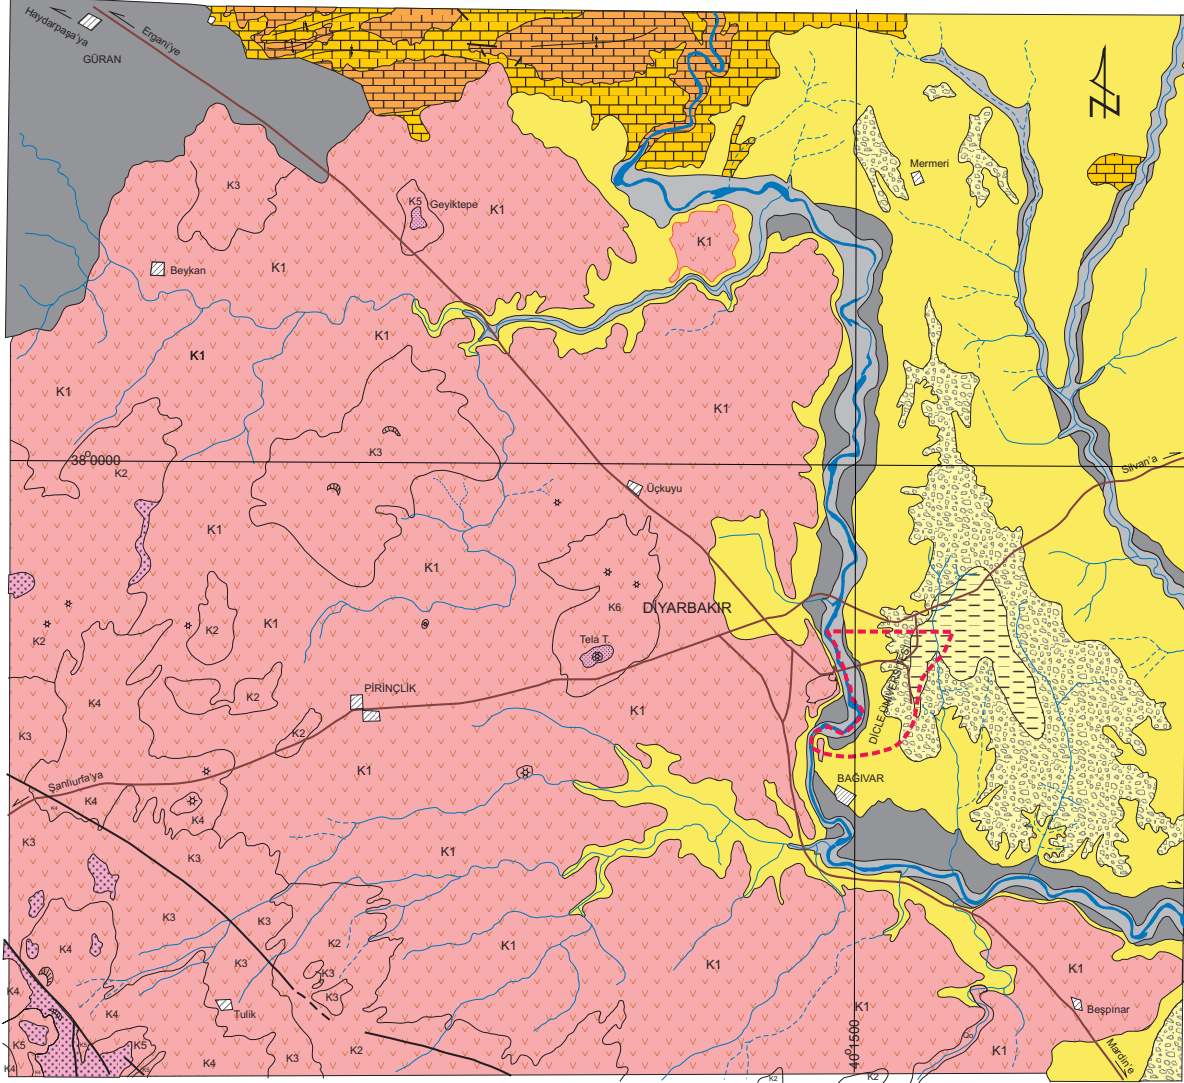 Haydarpaşa'ya
Ergani'ye
GÜRAN
Z
Mermeri
K3
K5
Geyiktepe
K1
K1
Beykan
K1
K1
K1
K1
K1
K3
38°0000
K2
Silvan'a
Üçkuyu
K1
K1
K6
DİYARBAKIR
K2
K2
K1
Tela T.
DİCLE ÜNİVERSİTESİ
PİRİNÇLİK
K4
K2
K1
K3
K2
K1
Şanlıurfa'ya
BAĞIVAR
K4
K4
K4
K3
K1
K3
K3
K3
K2
K1
K4
K3
K1
K1
K3
K4
K3
K1
Tulik
K4
Beşpınar
K5
K5
K2
K1
K3
K4
K4
40°1500
Mardin'e
K2
K2